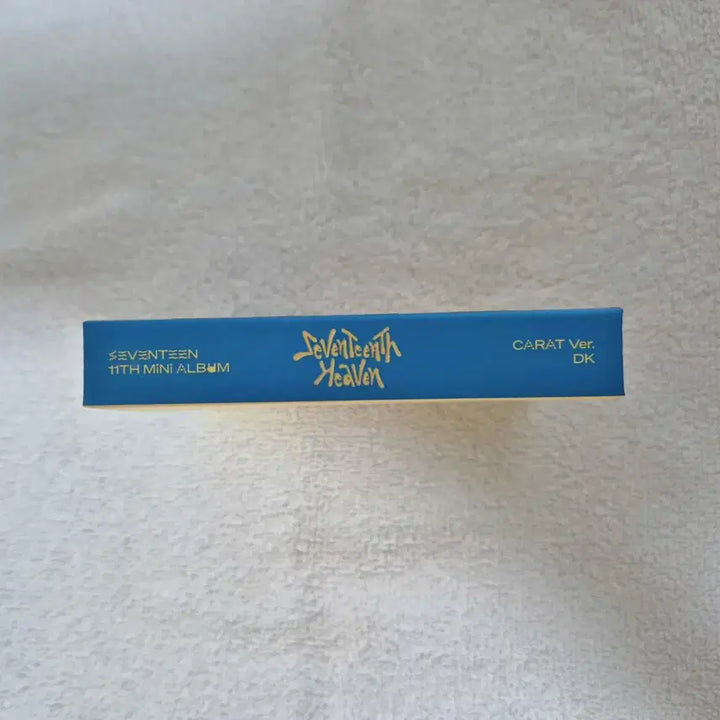 SEVENTEEN
11TH MiNi ALBUM
SeVenTeenTh
HeaVen
CARAT Ver.
DK